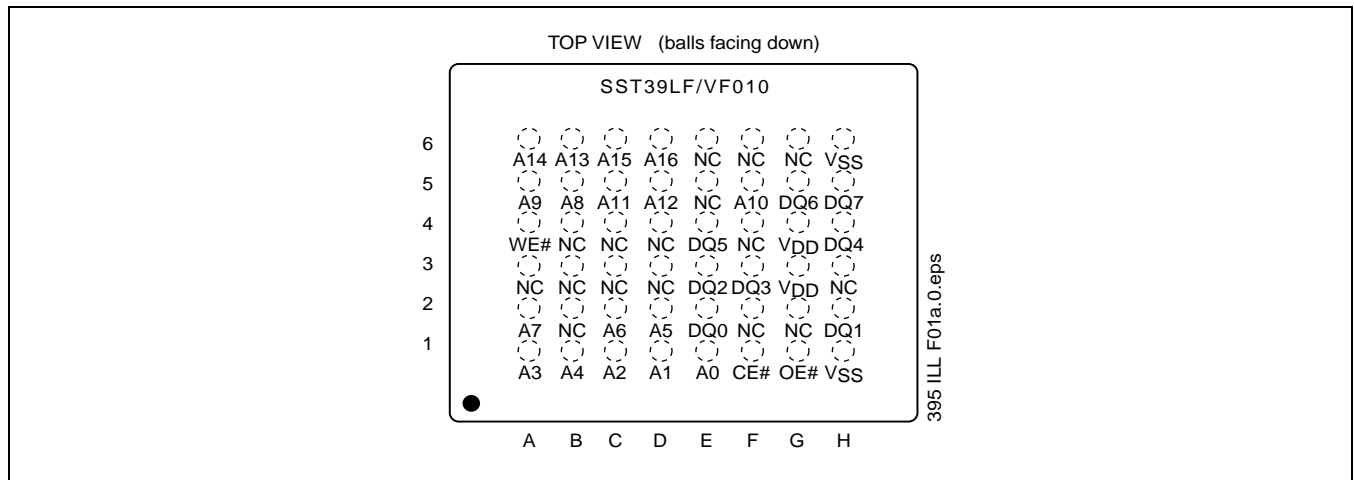 TOP VIEW (balls facing down)
SST39LF/VF010
6
A14 A13 A15 A16 NC NC NC VSS
5
A9 A8 A11 A12 NC A10 DQ6 DQ7
4
WE# NC NC NC DQ5 NC VDD DQ4
3
NC NC NC NC DQ2 DQ3 VDD NC
2
A7 NC A6 A5 DQ0 NC NC DQ1
1
A3 A4 A2 A1 A0 CE# OE# VSS
A B C D E F G H
395 ILL F01a.0.eps